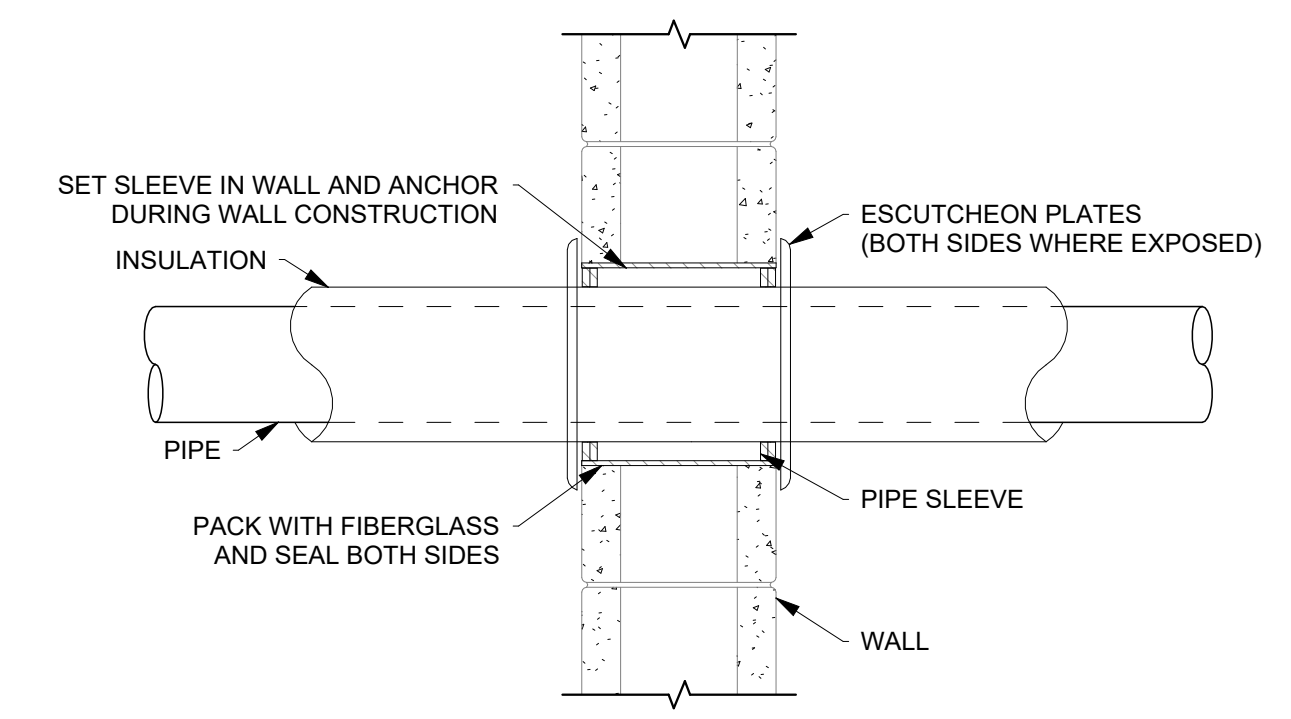 SET SLEEVE IN WALL AND ANCHOR
DURING WALL CONSTRUCTION
INSULATION
ESCUTCHEON PLATES
(BOTH SIDES WHERE EXPOSED)
PIPE
PACK WITH FIBERGLASS
AND SEAL BOTH SIDES
PIPE SLEEVE
WALL